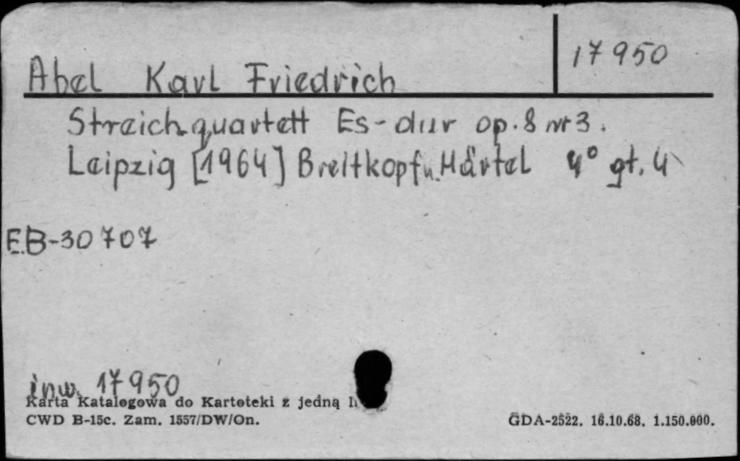 17950
Abel Karl Friedrich
Streichquartett Es-dur op. 8 nr 3.
Leipzig [1964] Breitkopf u. Härtel 4° gt. 4
EB-30707
inw. 17950
Karta Katalogowa do Kartoteki z jedną
CWD B-15c. Zam. 1557/DW/On.
GDA-2522. 16.10.68. 1.150.000.